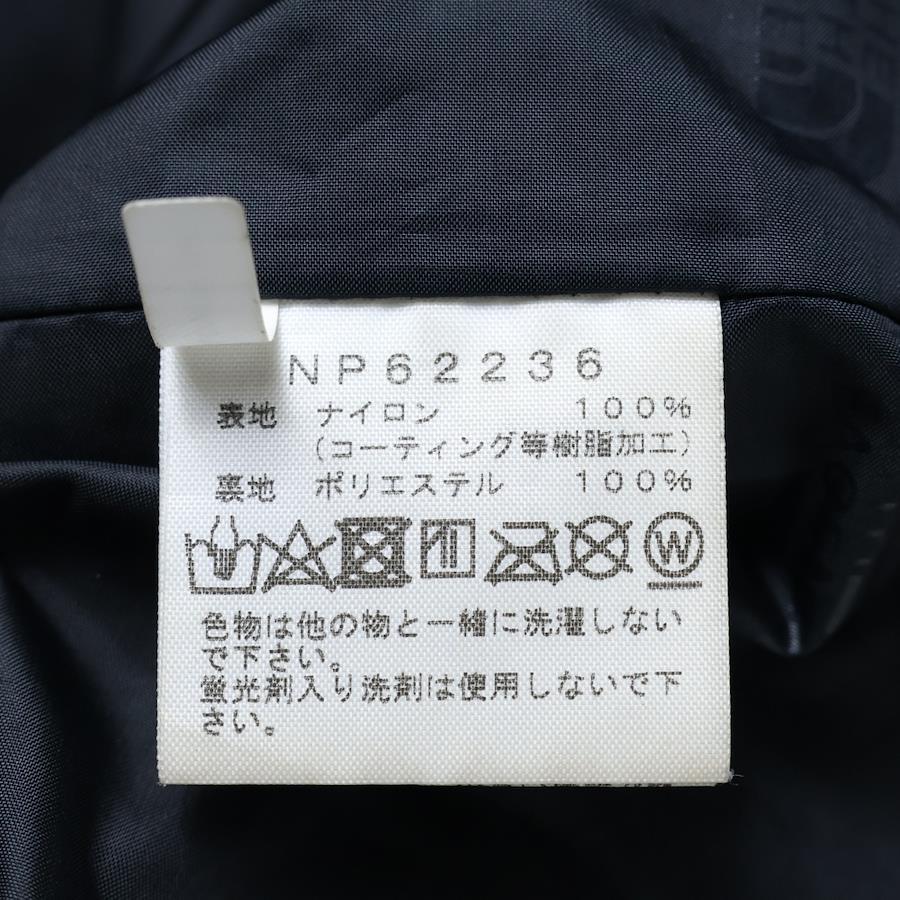 NP62236
表地 ナイロン 100%
(コーティング等樹脂加工)
裏地 ポリエステル 100%
W
色物は他の物と一緒に洗濯しない
で下さい。
蛍光剤入り洗剤は使用しないで下
さい。